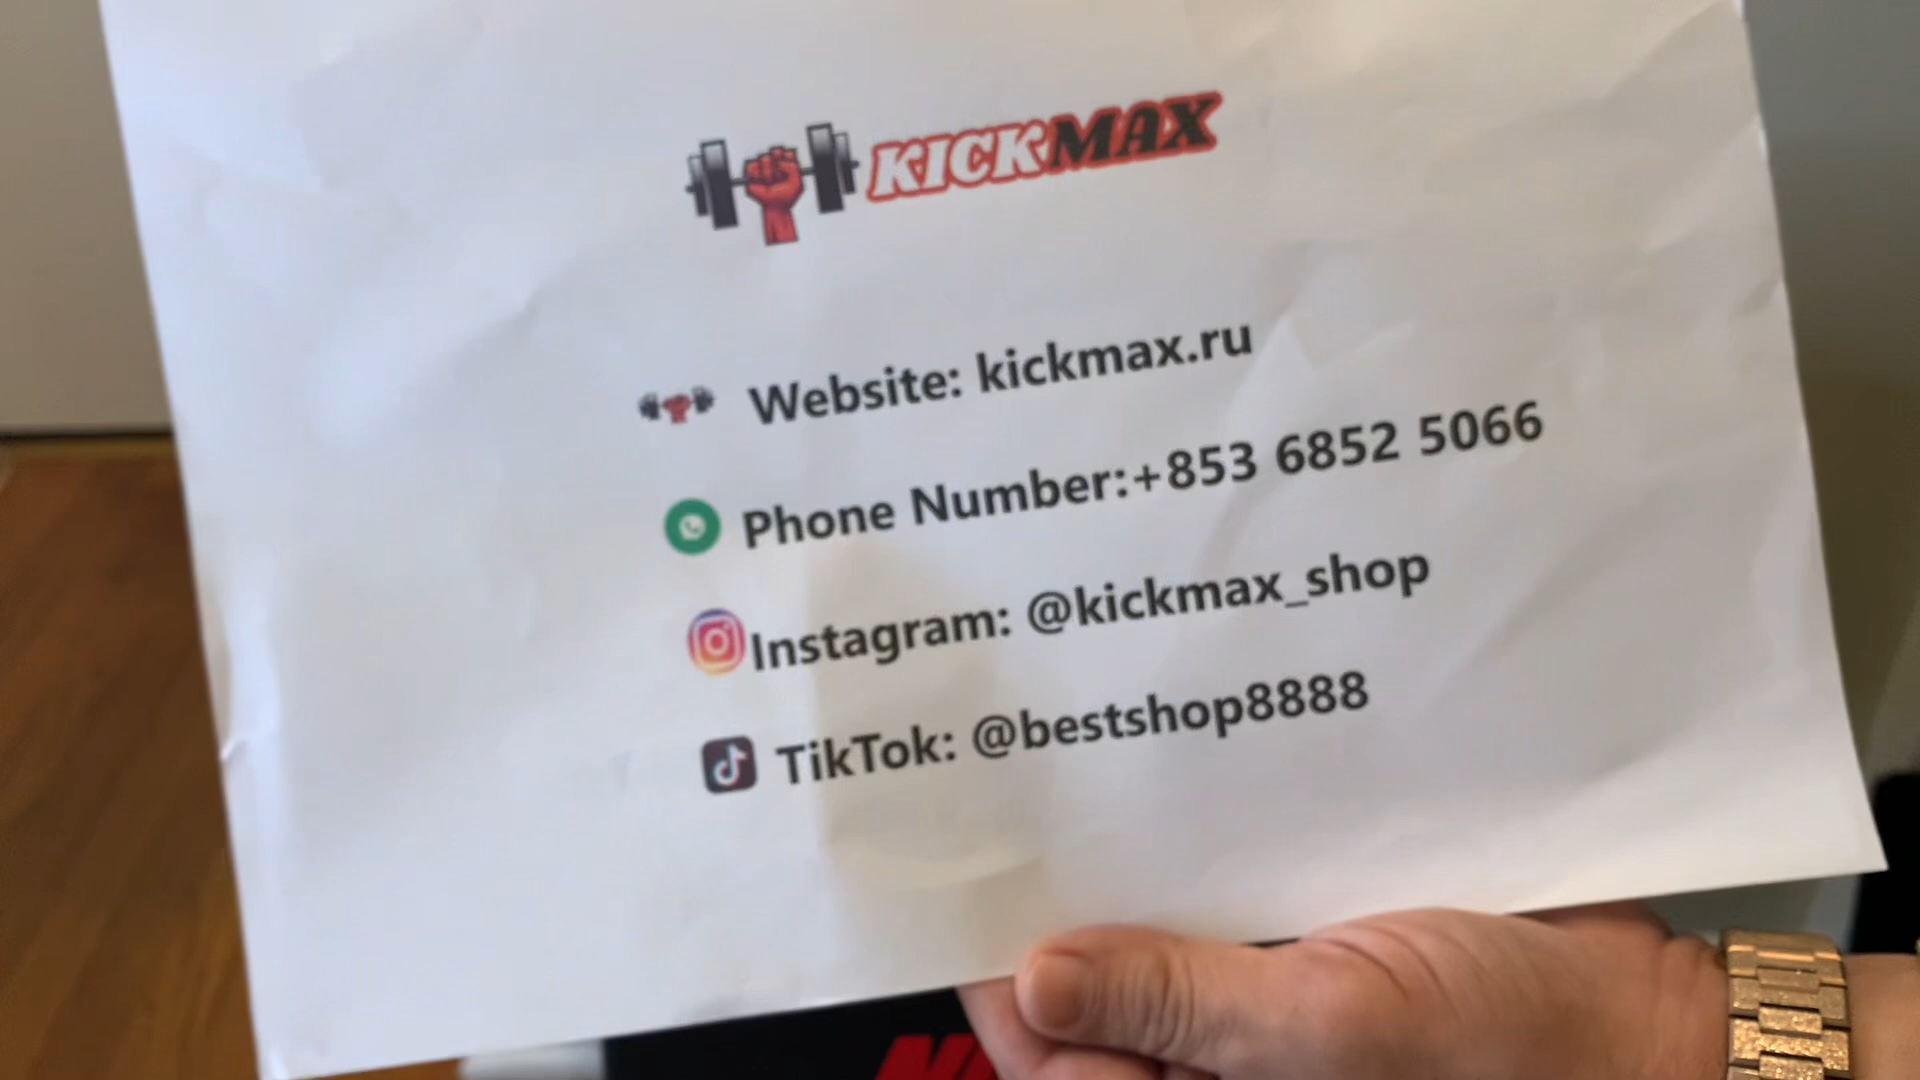 KICKMAX
Website: kickmax.ru
Phone Number:+853 6852 5066
Instagram: @kickmax_shop
TikTok: @bestshop8888